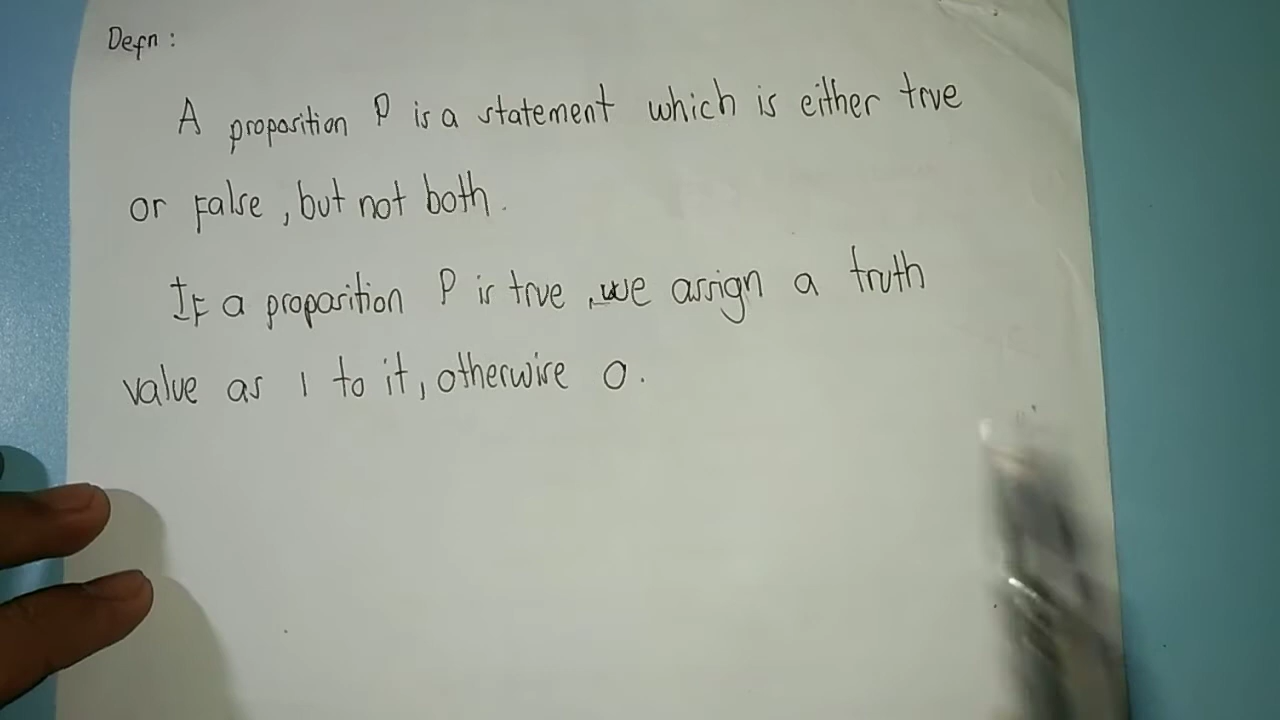 Defn :
A proposition P is a statement which is either true
or false , but not both .
If a proposition P is true , we assign a truth
value as 1 to it , otherwise 0 .